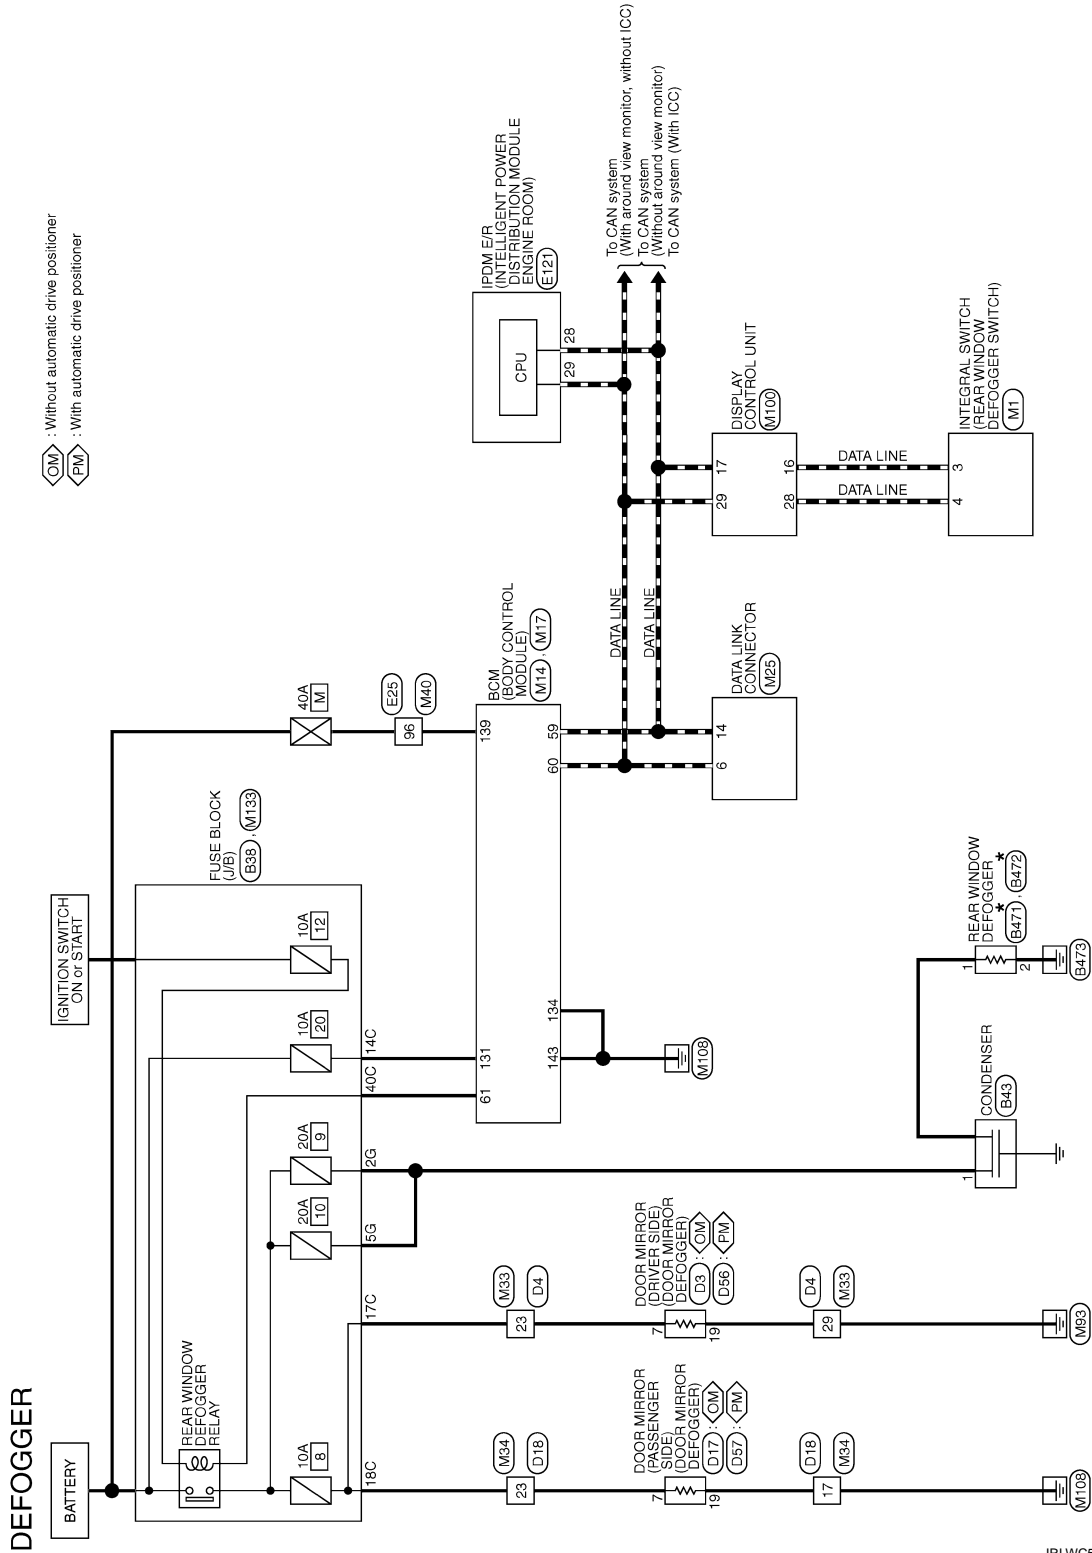 DEFOGGER
BATTERY
IGNITION SWITCH
ON or START
OM : Without automatic drive positioner
PM : With automatic drive positioner
REAR WINDOW
DEFOGGER
RELAY
10A
8
20A
10
20A
9
10A
20
10A
12
FUSE BLOCK
(J/B)
B38 , M133
40A
M
18C
17C
5G
2G
40C
14C
96
E25
M40
M34
D18
23
M33
D4
23
61
131
139
BCM
(BODY CONTROL
MODULE)
M14 , M17
143
134
60
59
M108
IPDM E/R
(INTELLIGENT POWER
DISTRIBUTION MODULE
ENGINE ROOM)
E121
CPU
29
28
DATA LINE
DATA LINE
To CAN system
(With around view monitor, without ICC)
To CAN system
(Without around view monitor)
To CAN system (With ICC)
DOOR MIRROR
(PASSENGER
SIDE)
(DOOR MIRROR
DEFOGGER)
D17 : OM
D57 : PM
7
19
DOOR MIRROR
(DRIVER SIDE)
(DOOR MIRROR
DEFOGGER)
D3 : OM
D56 : PM
7
19
DATA LINK
CONNECTOR
M25
6
14
DISPLAY
CONTROL UNIT
M100
29
17
28
16
DATA LINE
DATA LINE
D18
M34
17
D4
M33
29
CONDENSER
B43
1
REAR WINDOW
DEFOGGER
B471* , B472*
1
2
INTEGRAL SWITCH
(REAR WINDOW
DEFOGGER SWITCH)
M1
4
3
M108
M93
B473